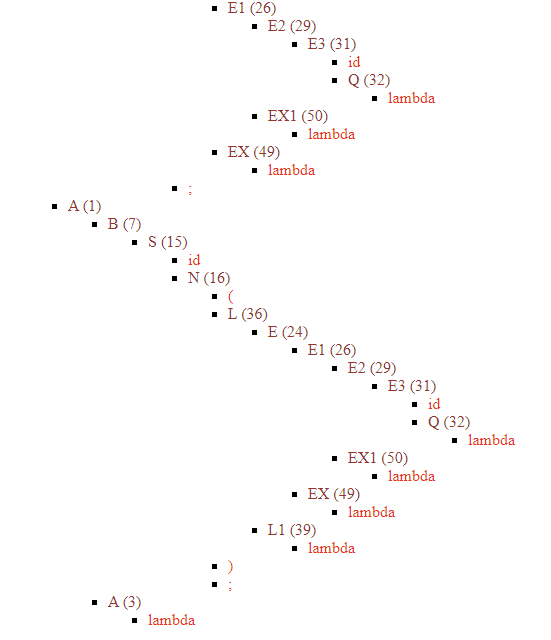 E1 (26)
E2 (29)
E3 (31)
id
Q (32)
lambda
EX1 (50)
lambda
EX (49)
lambda
;
A (1)
B (7)
S (15)
id
N (16)
(
L (36)
E (24)
E1 (26)
E2 (29)
E3 (31)
id
Q (32)
lambda
EX1 (50)
lambda
EX (49)
lambda
L1 (39)
lambda
)
;
A (3)
lambda